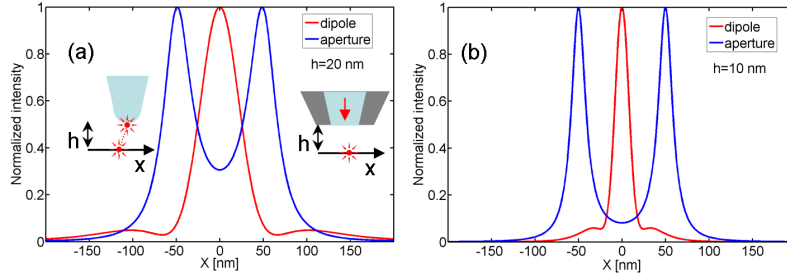 (a)
dipole
aperture
h=20 nm
h
X
h
X
Normalized intensity
1
0.8
0.6
0.4
0.2
0
-150
-100
-50
0
50
100
150
X [nm]
(b)
dipole
aperture
h=10 nm
Normalized intensity
1
0.8
0.6
0.4
0.2
0
-150
-100
-50
0
50
100
150
X [nm]